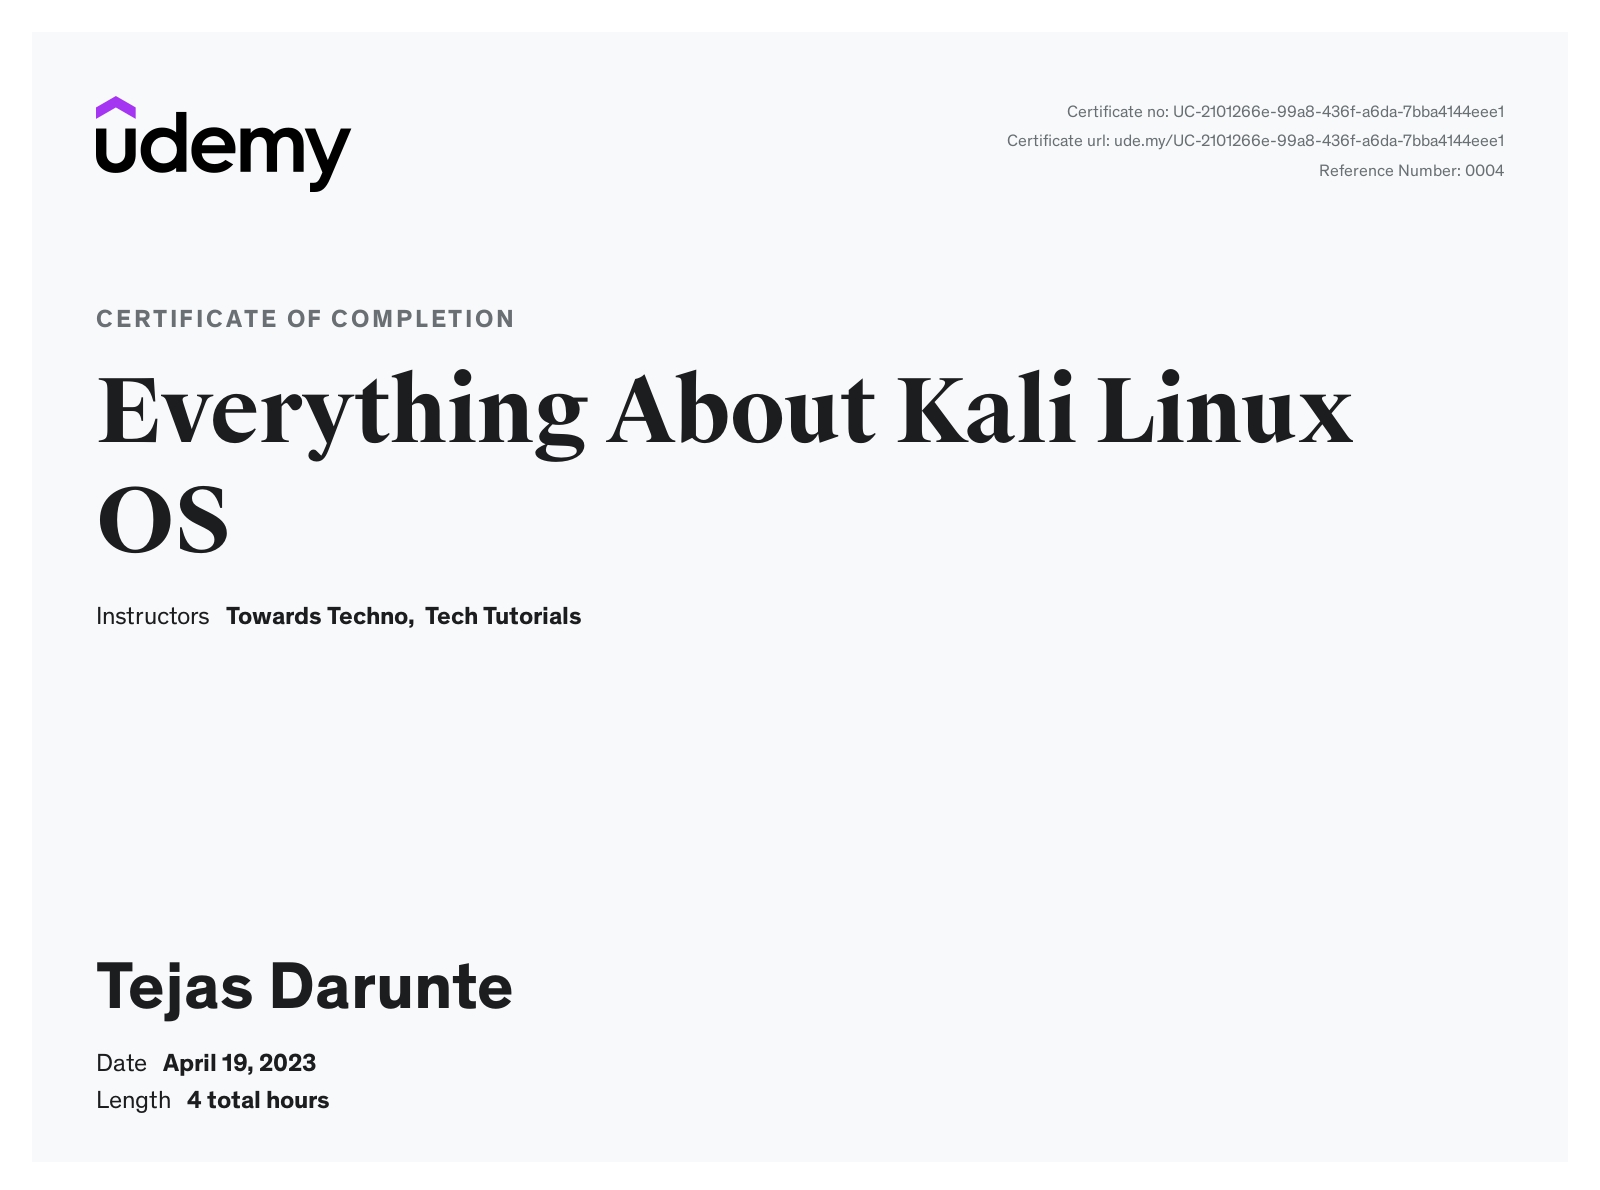 udemy
Certificate no: UC-2101266e-99a8-436f-a6da-7bba4144eee1
Certificate url: ude.my/UC-2101266e-99a8-436f-a6da-7bba4144eee1
Reference Number: 0004
CERTIFICATE OF COMPLETION
Everything About Kali Linux
OS
Instructors Towards Techno, Tech Tutorials
Tejas Darunte
Date April 19, 2023
Length 4 total hours